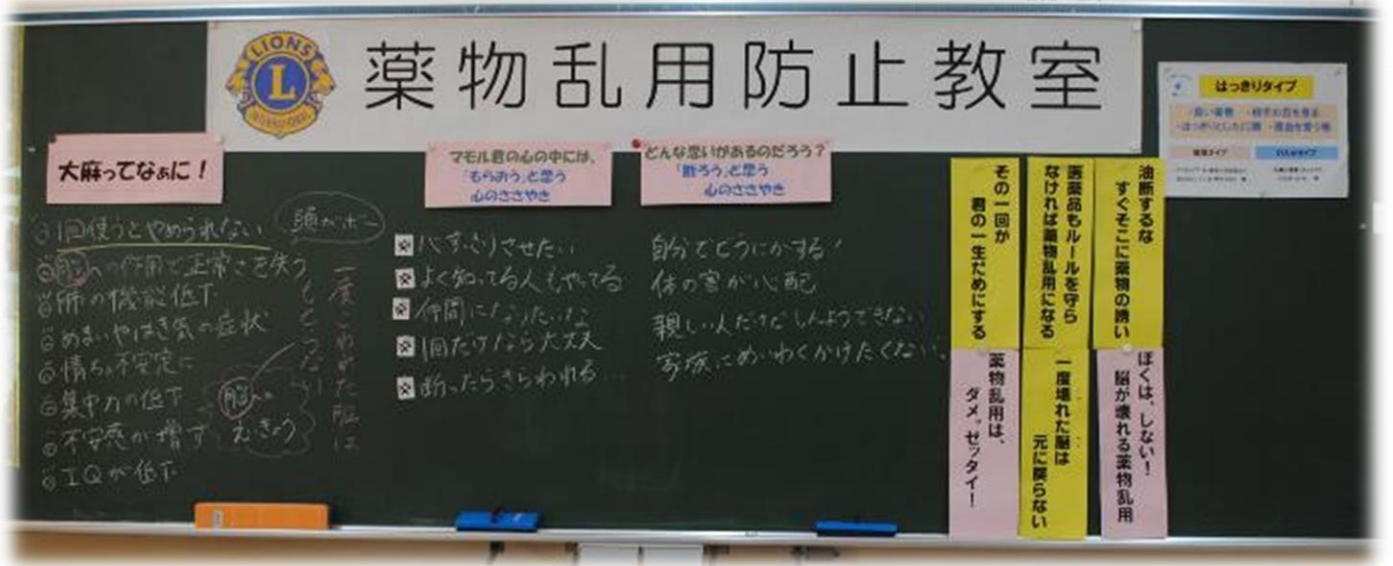 LIONS
L
INTERNATIONAL
薬物乱用防止教室
はっきりタイプ
大麻ってなぁに！
1回使うとやめられない
頭がボー
脳への作用で正常さを失う
肺の機能低下
めまいやはき気の症状
情ちょ不安定に
集中力の低下
不安感が増す
IQが低下
脳への
えいきょう
一度こわれた脳は
もとどらない
マモル君の心の中には、
「もらおう」と思う
心のささやき
※心すっきりさせたい
※よく知ってる人もやってる
※仲間になりたいな
※1回だけなら大丈夫
※断ったらきらわれる…
どんな思いがあるのだろう？
「断ろう」と思う
心のささやき
自分でどうにかする！
体の害が心配
親しい人だけどしんようできない
家族にめいわくかけたくない。
油断するな
すぐそこに薬物の誘い
医薬品もルールを守ら
なければ薬物乱用になる
その一回が
君の一生だめにする
ぼくは、しない！
脳が壊れる薬物乱用
一度壊れた脳は
元に戻らない
薬物乱用は、
ダメ。ゼッタイ！